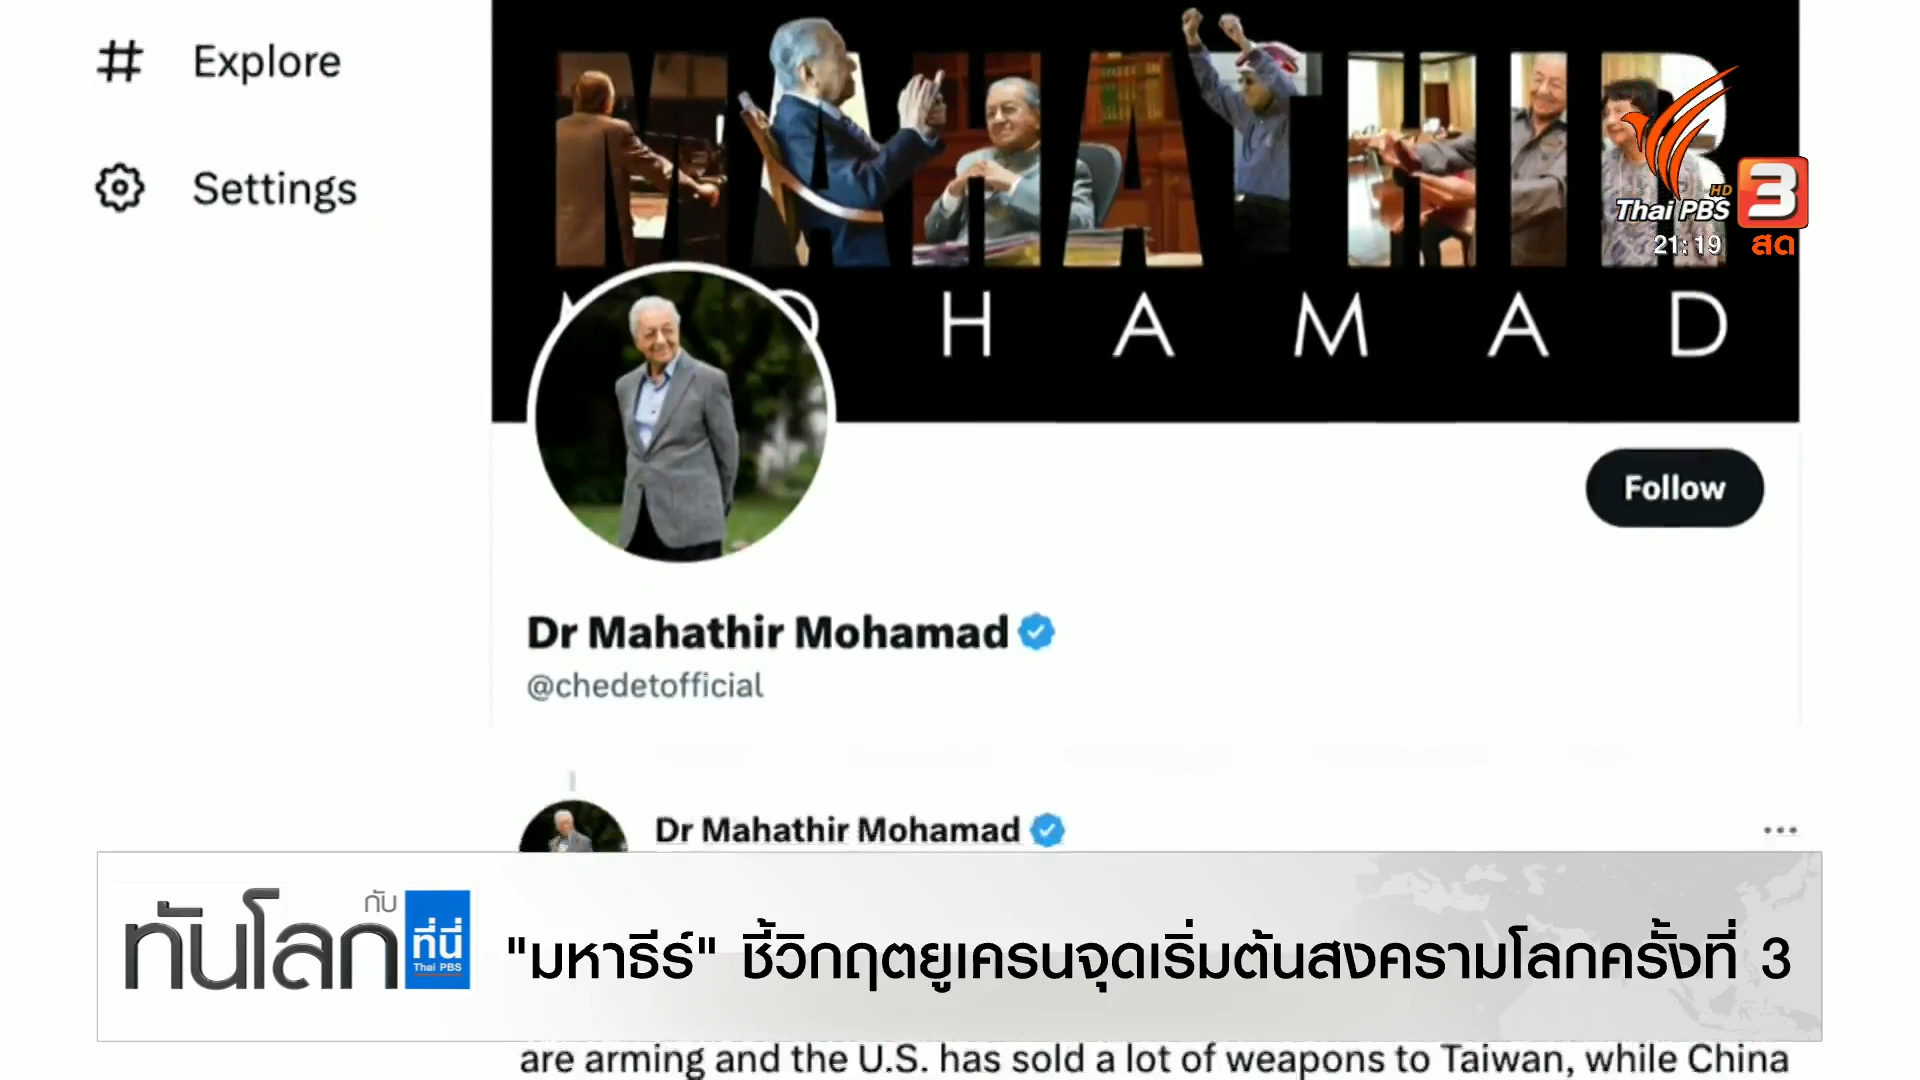 Explore
Settings
MAHATHIR
MOHAMAD
HD
Thai PBS
3
21:19
สด
Follow
Dr Mahathir Mohamad
@chedetofficial
Dr Mahathir Mohamad
ทันโลก กับ ที่นี่ Thai PBS
"มหาธีร์" ชี้วิกฤตยูเครนจุดเริ่มต้นสงครามโลกครั้งที่ 3
are arming and the U.S. has sold a lot of weapons to Taiwan, while China